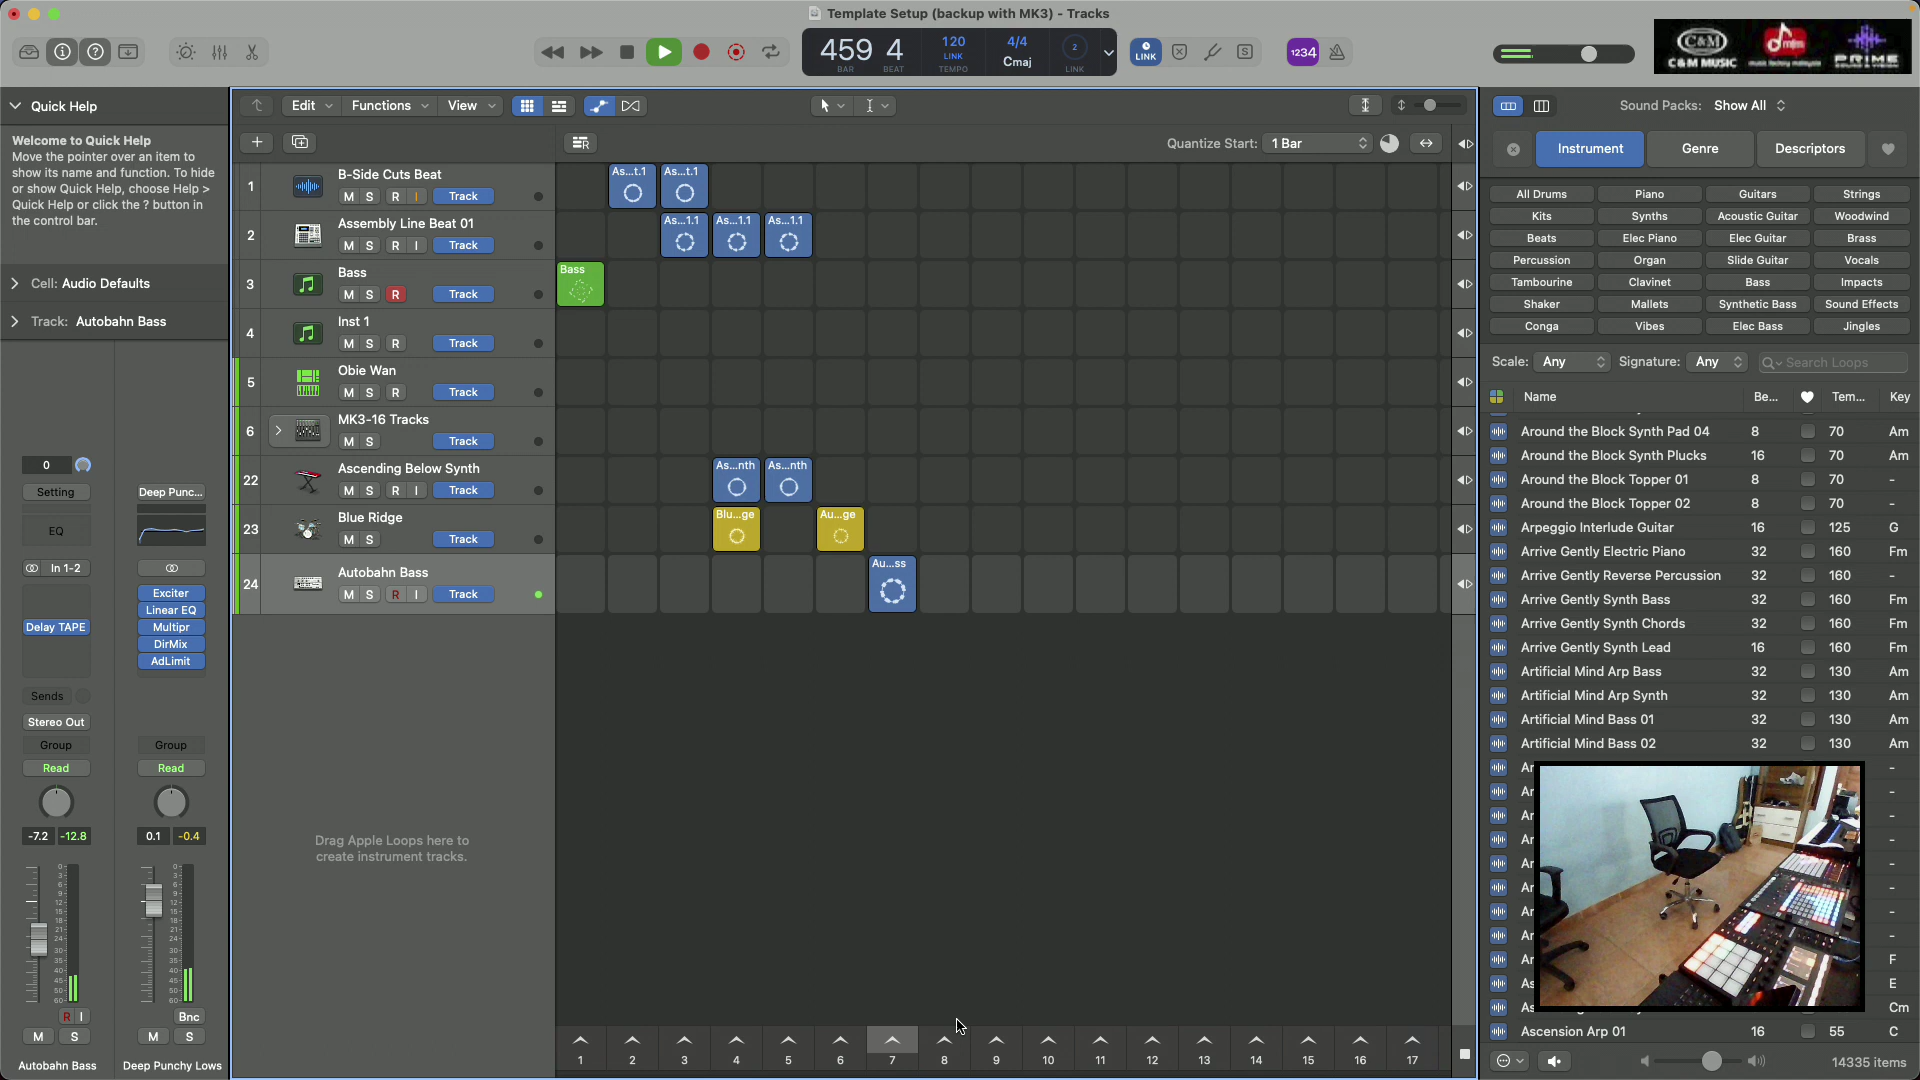 Template Setup (backup with MK3) - Tracks
459 4
BAR
BEAT
120
LINK
TEMPO
4/4
Cmaj
2
LINK
LINK
S
1234
C&M
C&M MUSIC
PRIME
Quick Help
Welcome to Quick Help
Move the pointer over an item to
show its name and function. To hide
or show Quick Help, choose Help >
Quick Help or click the ? button in
the control bar.
Cell: Audio Defaults
Track: Autobahn Bass
0
Setting
EQ
In 1-2
Delay TAPE
Sends
Stereo Out
Group
Read
-7.2 -12.8
R I
M S
Autobahn Bass
Deep Punc...
Exciter
Linear EQ
Multipr
DirMix
AdLimit
Group
Read
0.1 -0.4
Bnc
M S
Deep Punchy Lows
Edit Functions View
Quantize Start: 1 Bar
1 B-Side Cuts Beat
M S R I Track
As...t.1 As...t.1
2 Assembly Line Beat 01
M S R I Track
As...1.1 As...1.1 As...1.1
3 Bass
M S R Track
Bass
4 Inst 1
M S R Track
5 Obie Wan
M S R Track
6 MK3-16 Tracks
M S Track
22 Ascending Below Synth
M S R I Track
As...nth As...nth
23 Blue Ridge
M S Track
Blu...ge Au...ge
24 Autobahn Bass
M S R I Track
Au...ss
Drag Apple Loops here to
create instrument tracks.
1 2 3 4 5 6 7 8 9 10 11 12 13 14 15 16 17
Sound Packs: Show All
Instrument Genre Descriptors
All Drums Piano Guitars Strings
Kits Synths Acoustic Guitar Woodwind
Beats Elec Piano Elec Guitar Brass
Percussion Organ Slide Guitar Vocals
Tambourine Clavinet Bass Impacts
Shaker Mallets Synthetic Bass Sound Effects
Conga Vibes Elec Bass Jingles
Scale: Any Signature: Any Search Loops
Name Be... Tem... Key
Around the Block Synth Pad 04 8 70 Am
Around the Block Synth Plucks 16 70 Am
Around the Block Topper 01 8 70 -
Around the Block Topper 02 8 70 -
Arpeggio Interlude Guitar 16 125 G
Arrive Gently Electric Piano 32 160 Fm
Arrive Gently Reverse Percussion 32 160 -
Arrive Gently Synth Bass 32 160 Fm
Arrive Gently Synth Chords 32 160 Fm
Arrive Gently Synth Lead 16 160 Fm
Artificial Mind Arp Bass 32 130 Am
Artificial Mind Arp Synth 32 130 Am
Artificial Mind Bass 01 32 130 Am
Artificial Mind Bass 02 32 130 Am
Ar -
Ar -
Ar -
Ar -
Ar -
Ar -
Ar -
Ar -
Ar F
As E
As Cm
Ascension Arp 01 16 55 C
14335 items